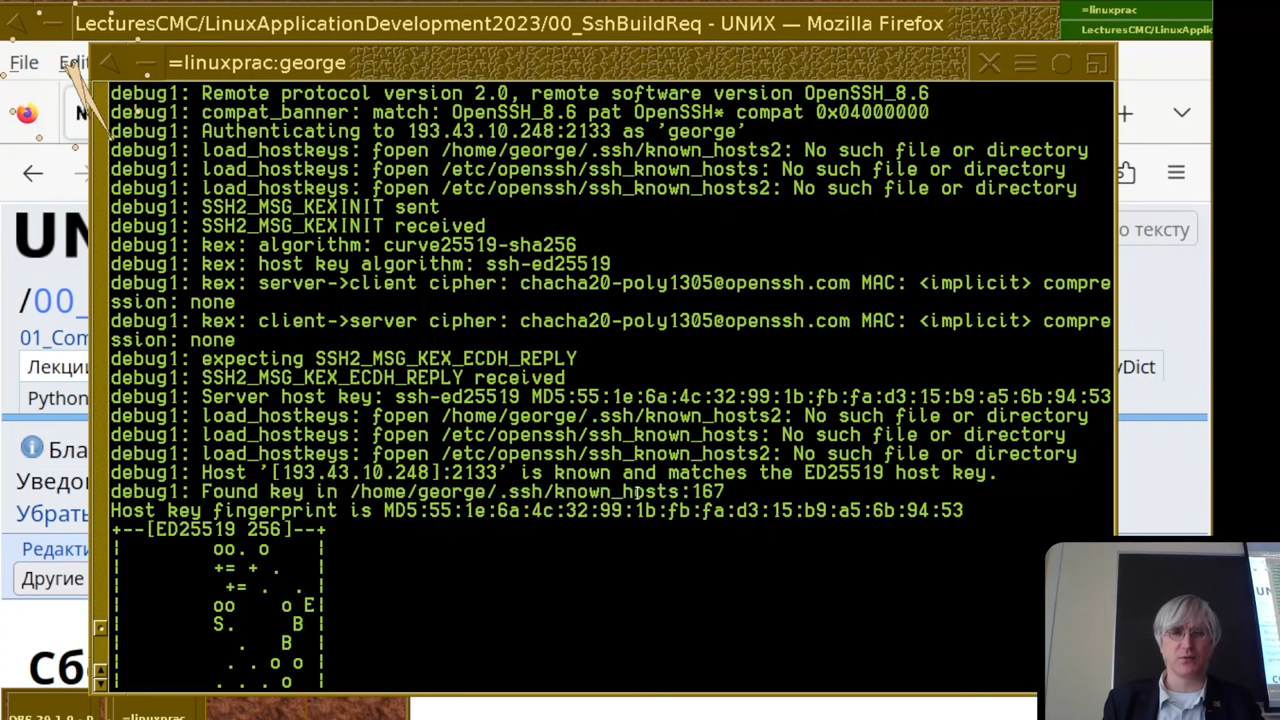 LecturesCMC/LinuxApplicationDevelopment2023/00_SshBuildReq - UNИX — Mozilla Firefox
=linuxprac
LecturesCMC/LinuxApplic
File Edit
=linuxprac:george
debug1: Remote protocol version 2.0, remote software version OpenSSH_8.6
debug1: compat_banner: match: OpenSSH_8.6 pat OpenSSH* compat 0x04000000
debug1: Authenticating to 193.43.10.248:2133 as 'george'
debug1: load_hostkeys: fopen /home/george/.ssh/known_hosts2: No such file or directory
debug1: load_hostkeys: fopen /etc/openssh/ssh_known_hosts: No such file or directory
debug1: load_hostkeys: fopen /etc/openssh/ssh_known_hosts2: No such file or directory
debug1: SSH2_MSG_KEXINIT sent
debug1: SSH2_MSG_KEXINIT received
debug1: kex: algorithm: curve25519-sha256
debug1: kex: host key algorithm: ssh-ed25519
debug1: kex: server->client cipher: chacha20-poly1305@openssh.com MAC: <implicit> compre
ssion: none
debug1: kex: client->server cipher: chacha20-poly1305@openssh.com MAC: <implicit> compre
ssion: none
debug1: expecting SSH2_MSG_KEX_ECDH_REPLY
debug1: SSH2_MSG_KEX_ECDH_REPLY received
debug1: Server host key: ssh-ed25519 MD5:55:1e:6a:4c:32:99:1b:fb:fa:d3:15:b9:a5:6b:94:53
debug1: load_hostkeys: fopen /home/george/.ssh/known_hosts2: No such file or directory
debug1: load_hostkeys: fopen /etc/openssh/ssh_known_hosts: No such file or directory
debug1: load_hostkeys: fopen /etc/openssh/ssh_known_hosts2: No such file or directory
debug1: Host '[193.43.10.248]:2133' is known and matches the ED25519 host key.
debug1: Found key in /home/george/.ssh/known_hosts:167
Host key fingerprint is MD5:55:1e:6a:4c:32:99:1b:fb:fa:d3:15:b9:a5:6b:94:53
+--[ED25519 256]--+
|        oo. o    |
|        += + .   |
|         += .  . |
|        oo    o E|
|        S.     B |
|          .   B  |
|        . . o o  |
|        . . . o  |
UN
/00_
01_Com
Лекци
Python
Бла
Уведо
Убрать
Редакти
Другие
Сб
о тексту
yDict
=linuxprac